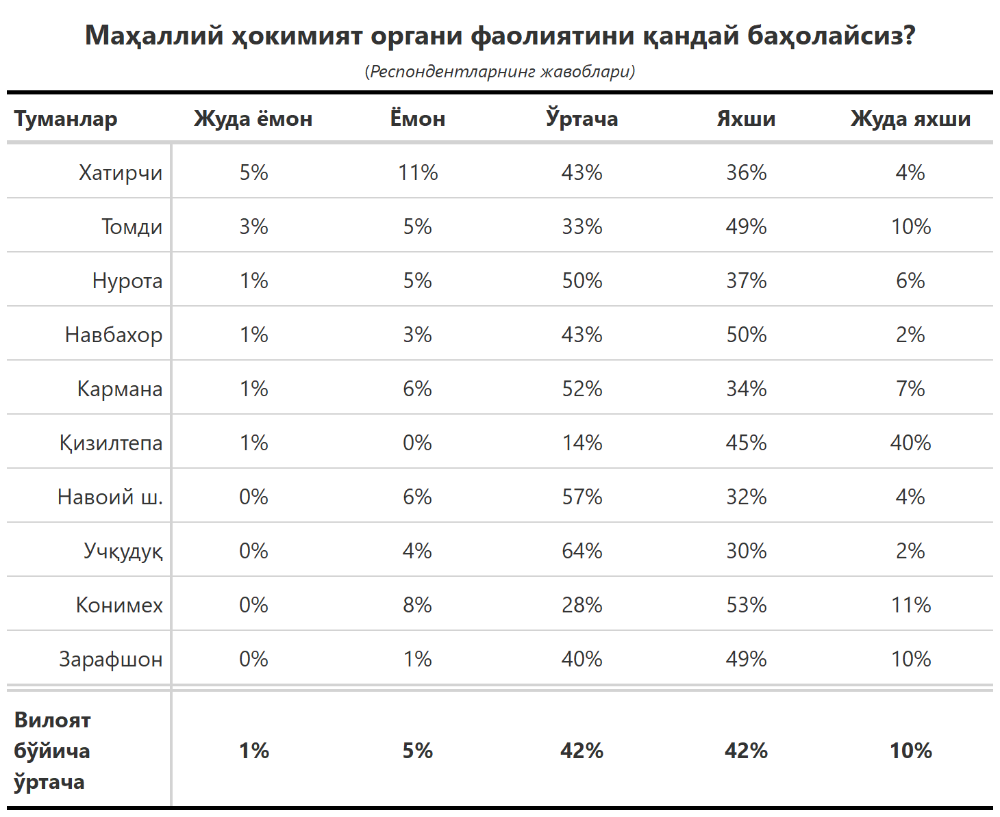 Маҳаллий ҳокимият органи фаолиятини қандай баҳолайсиз?
(Респондентларнинг жавоблари)
Туманлар Жуда ёмон Ёмон Ўртача Яхши Жуда яхши
Хатирчи 5% 11% 43% 36% 4%
Томди 3% 5% 33% 49% 10%
Нурота 1% 5% 50% 37% 6%
Навбахор 1% 3% 43% 50% 2%
Кармана 1% 6% 52% 34% 7%
Қизилтепа 1% 0% 14% 45% 40%
Навоий ш. 0% 6% 57% 32% 4%
Учқудуқ 0% 4% 64% 30% 2%
Конимех 0% 8% 28% 53% 11%
Зарафшон 0% 1% 40% 49% 10%
Вилоят
бўйича 1% 5% 42% 42% 10%
ўртача